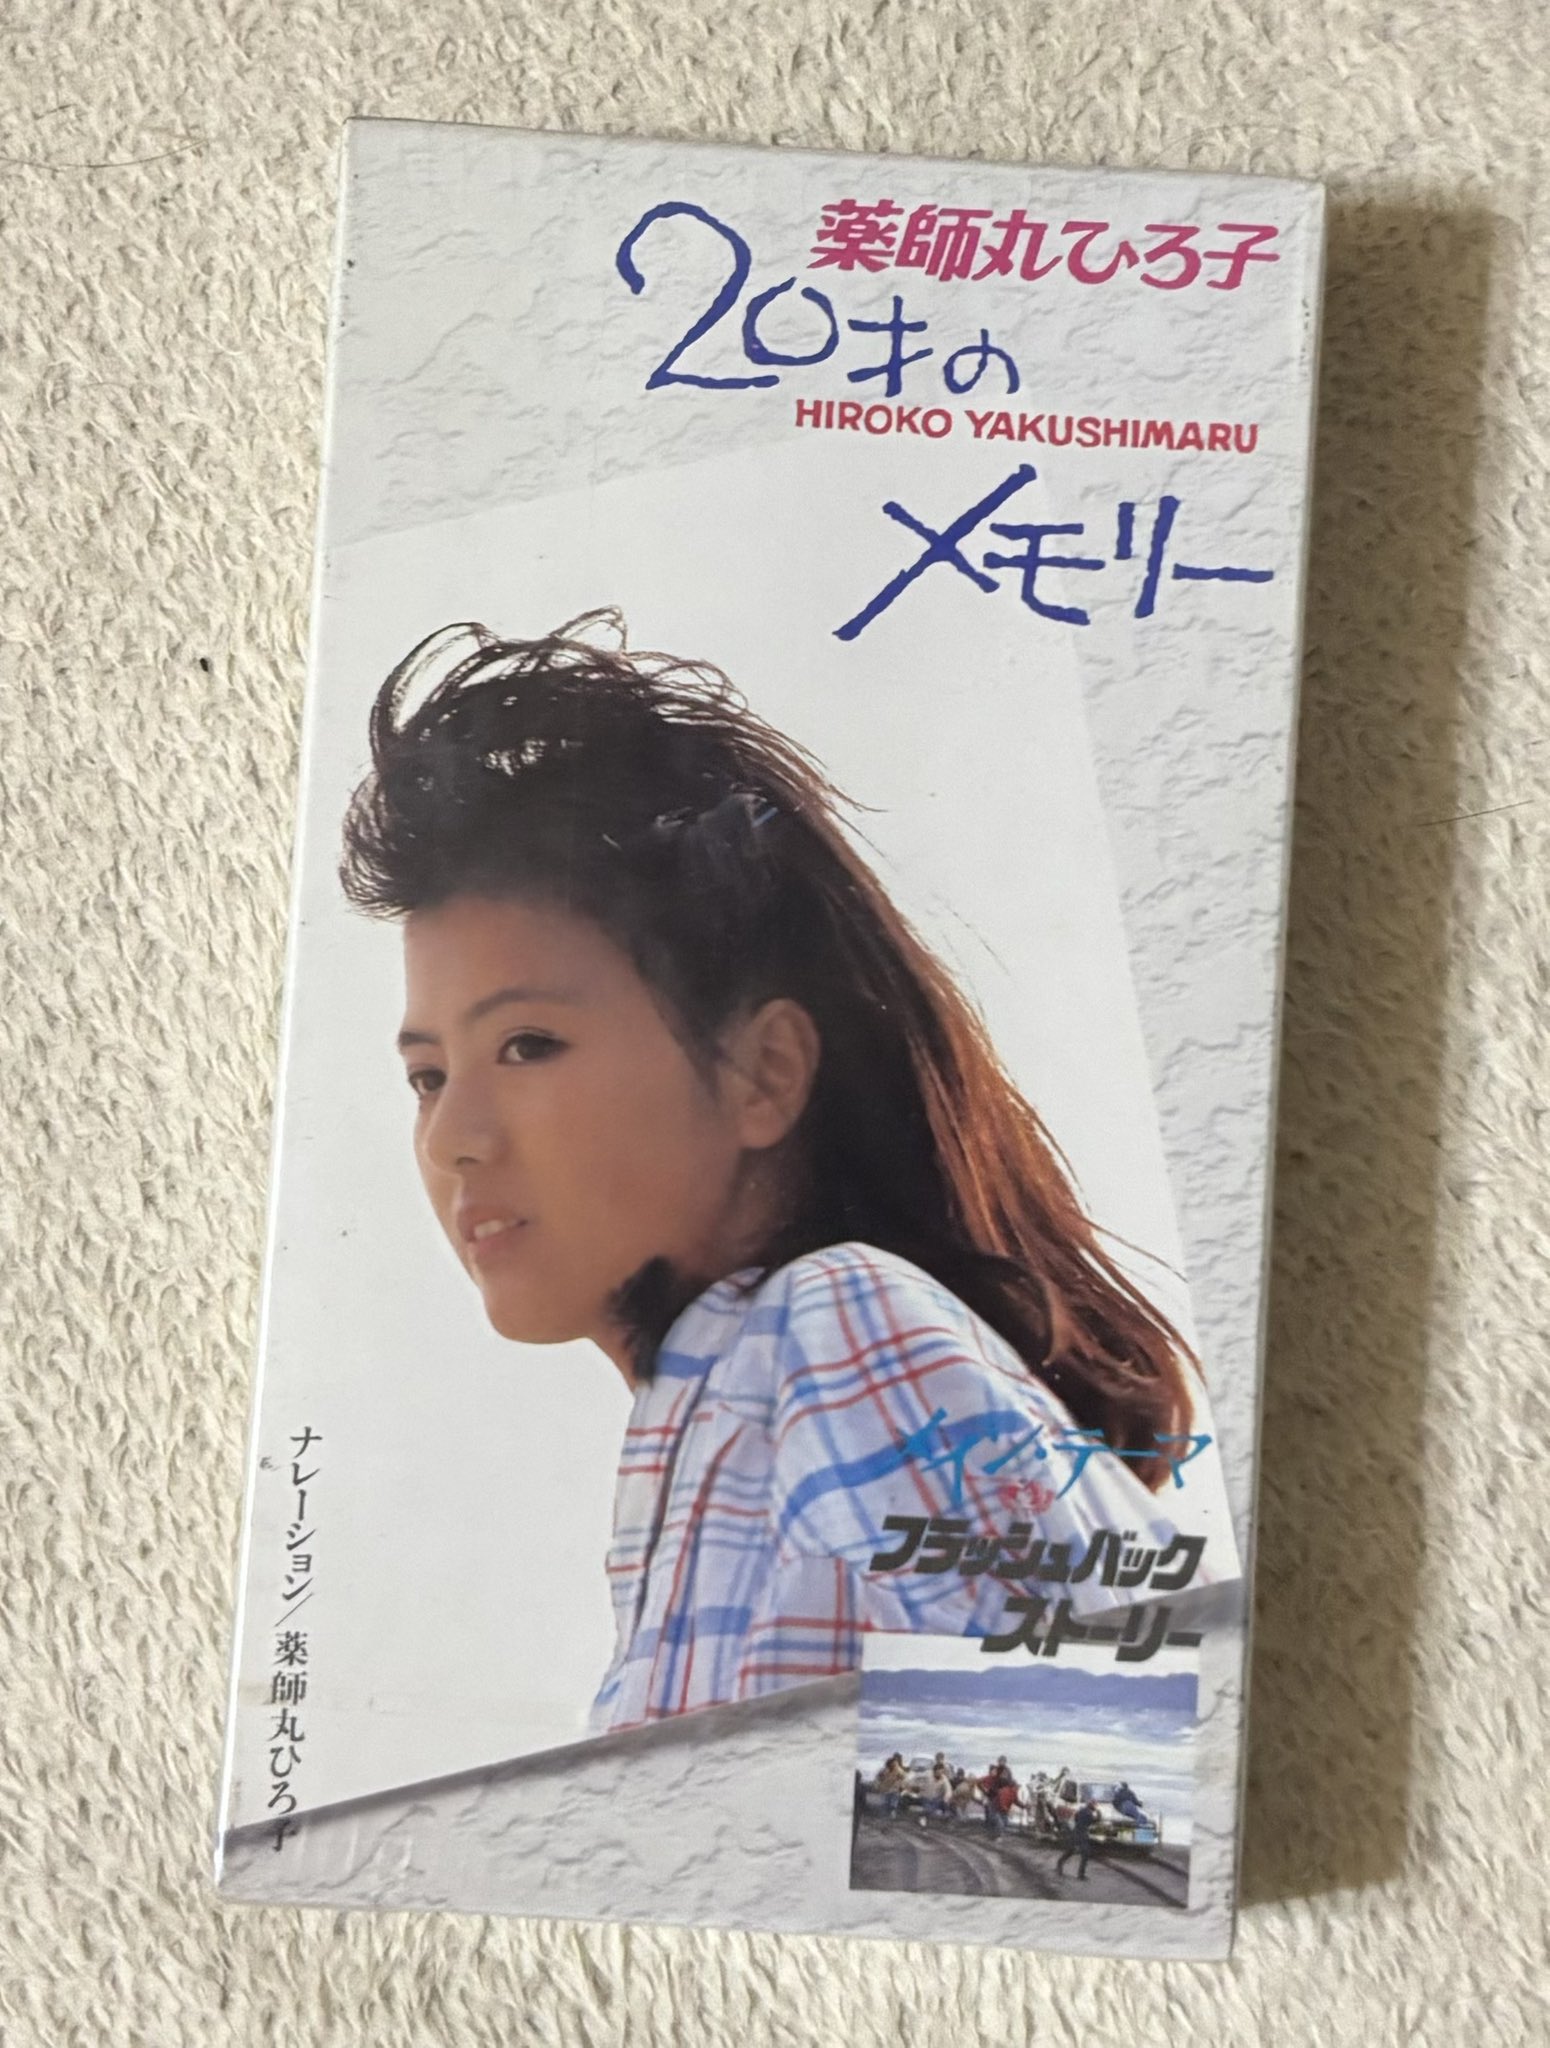 薬師丸ひろ子
20才の
HIROKO YAKUSHIMARU
メモリー
メイン・テーマ
フラッシュバック
ストーリー
ナレーション/薬師丸ひろ子